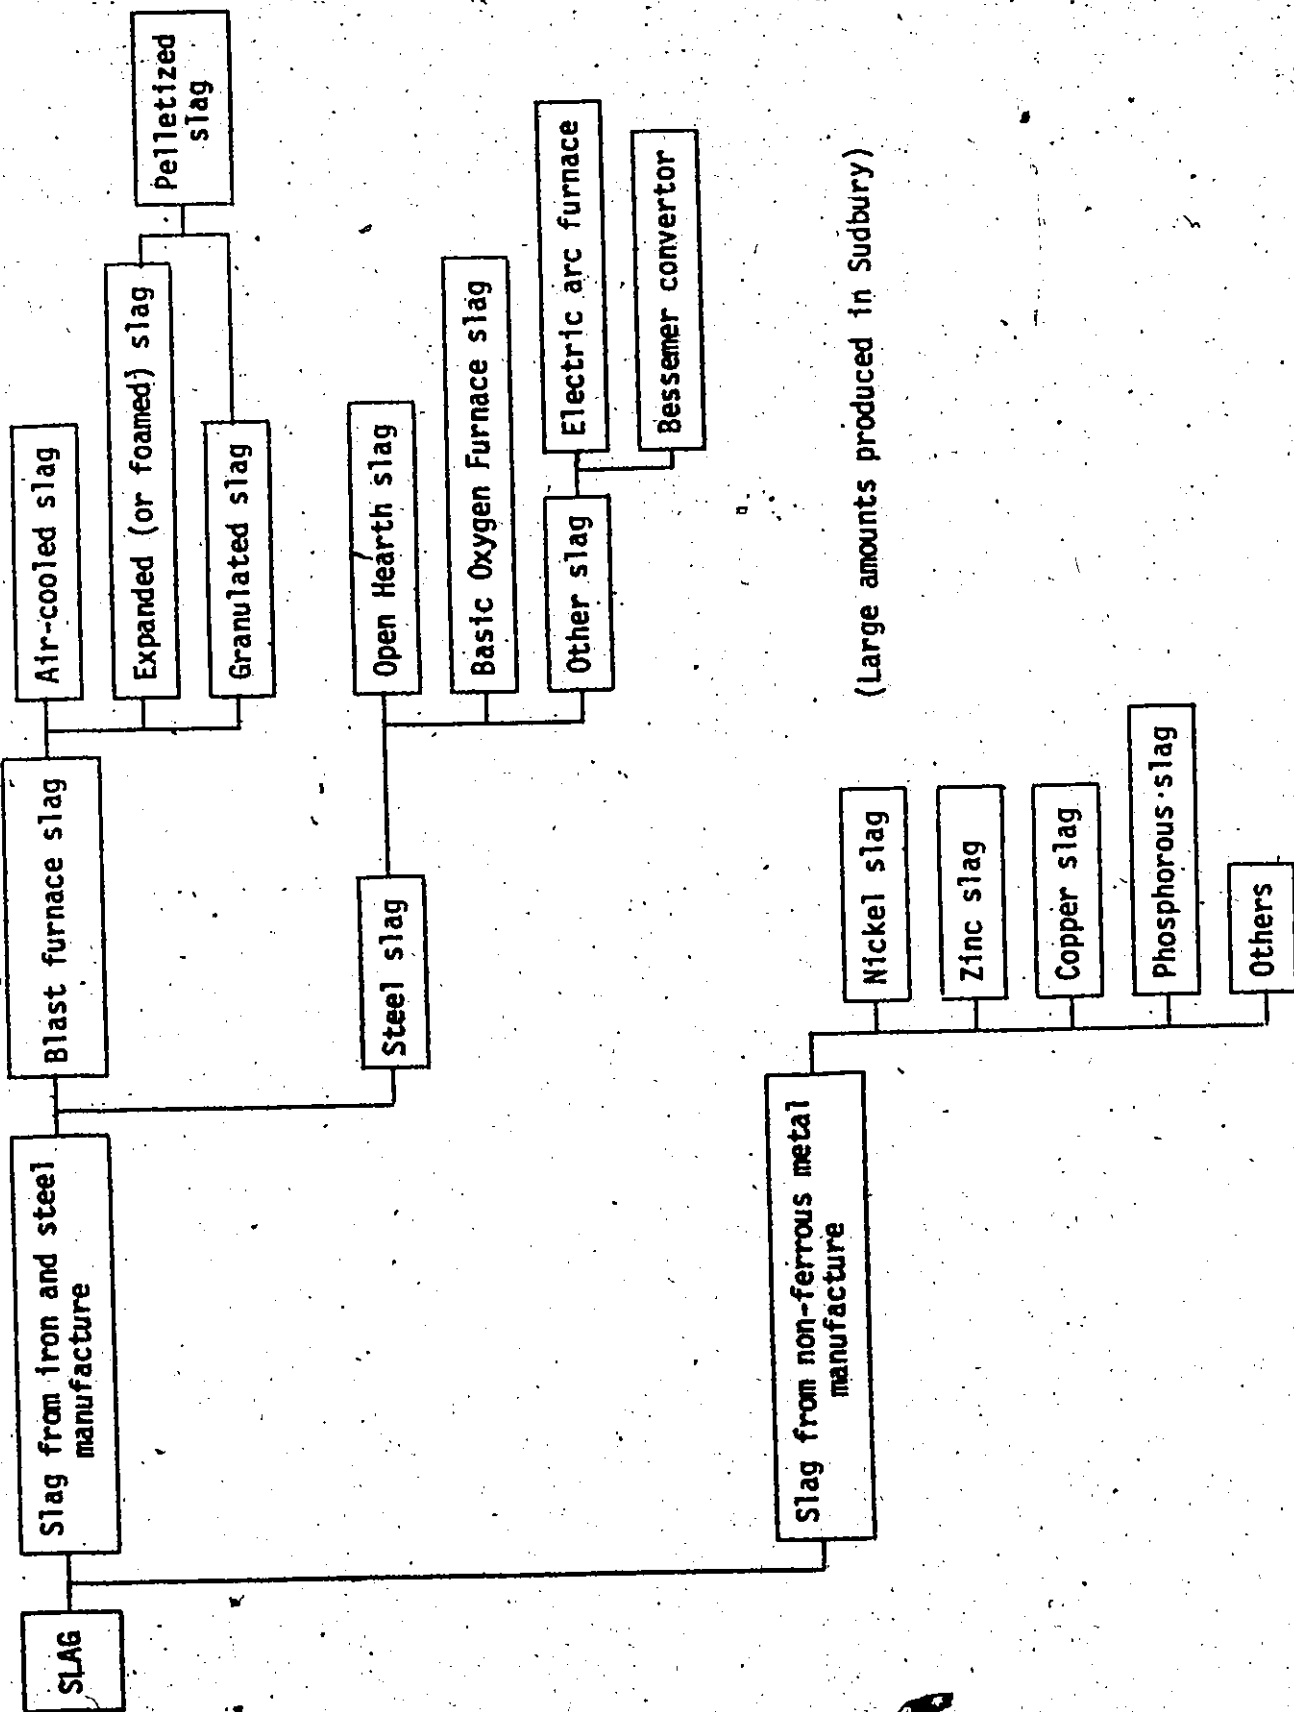 SLAG
Slag from iron and steel
manufacture
Blast furnace slag
Air-cooled slag
Expanded (or foamed) slag
Granulated slag
Pelletized
slag
Steel slag
Open Hearth slag
Basic Oxygen Furnace slag
Other slag
Electric arc furnace
Bessemer convertor
Slag from non-ferrous metal
manufacture
Nickel slag
(Large amounts produced in Sudbury)
Zinc slag
Copper slag
Phosphorous slag
Others